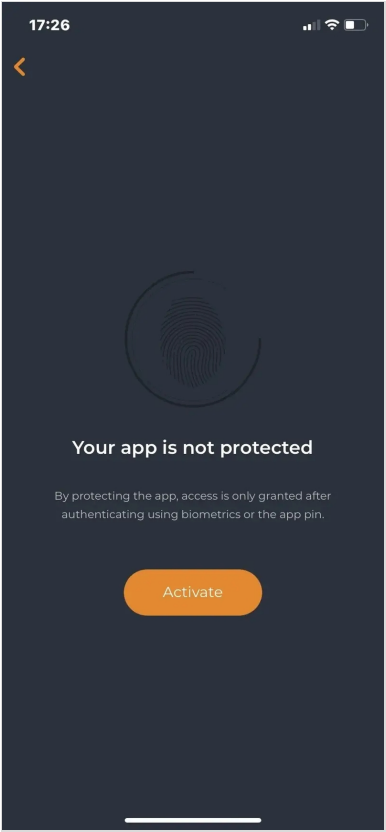 17:26
Your app is not protected
By protecting the app, access is only granted after
authenticating using biometrics or the app pin.
Activate